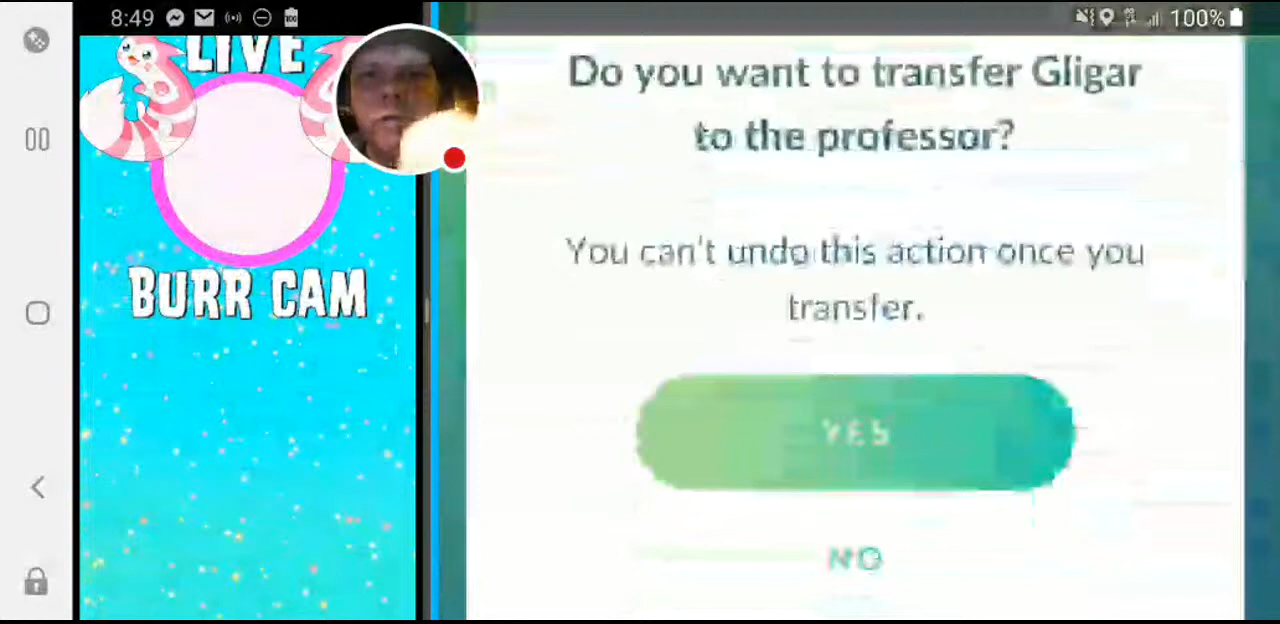 8:49
100%
LIVE
BURR CAM
Do you want to transfer Gligar
to the professor?
You can't undo this action once you
transfer.
YES
NO